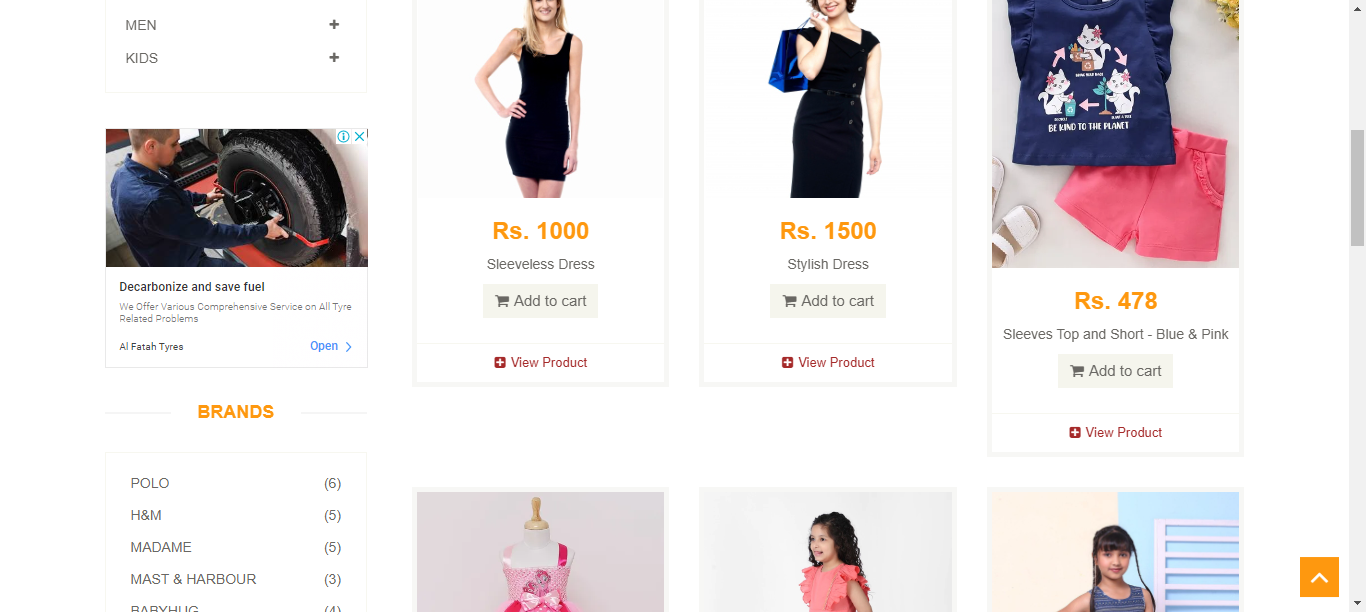 MEN
KIDS
Decarbonize and save fuel
We Offer Various Comprehensive Service on All Tyre
Related Problems
Al Fatah Tyres
Open
BRANDS
POLO (6)
H&M (5)
MADAME (5)
MAST & HARBOUR (3)
BABYHUG (4)
Rs. 1000
Sleeveless Dress
Add to cart
View Product
Rs. 1500
Stylish Dress
Add to cart
View Product
BE KIND TO THE PLANET
Rs. 478
Sleeves Top and Short - Blue & Pink
Add to cart
View Product